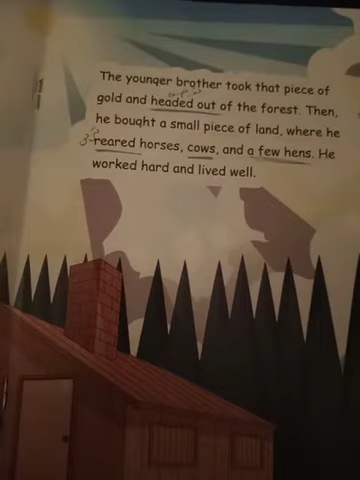 The younger brother took that piece of
gold and headed out of the forest. Then,
he bought a small piece of land, where he
reared horses, cows, and a few hens. He
worked hard and lived well.